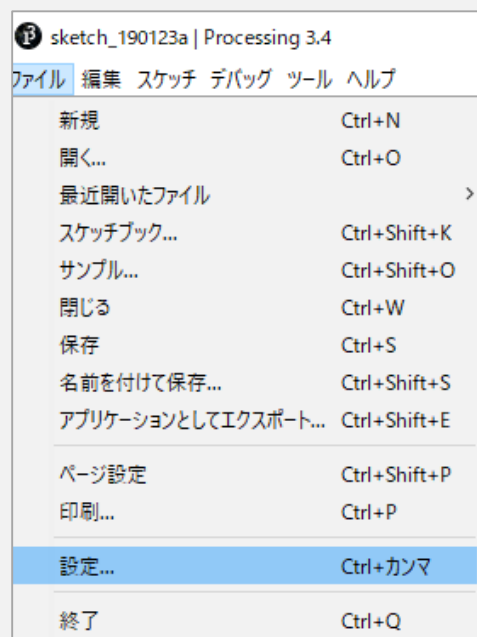 sketch_190123a | Processing 3.4
ファイル 編集 スケッチ デバッグ ツール ヘルプ
新規 Ctrl+N
開く... Ctrl+O
最近開いたファイル
スケッチブック... Ctrl+Shift+K
サンプル... Ctrl+Shift+O
閉じる Ctrl+W
保存 Ctrl+S
名前を付けて保存... Ctrl+Shift+S
アプリケーションとしてエクスポート... Ctrl+Shift+E
ページ設定 Ctrl+Shift+P
印刷... Ctrl+P
設定... Ctrl+カンマ
終了 Ctrl+Q